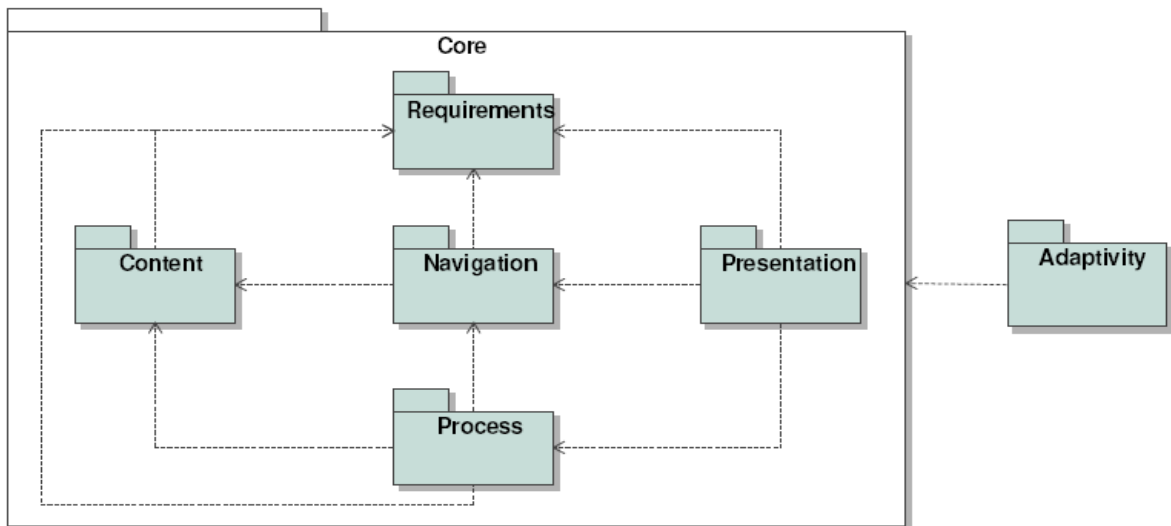 Core
Requirements
Content
Navigation
Presentation
Adaptivity
Process